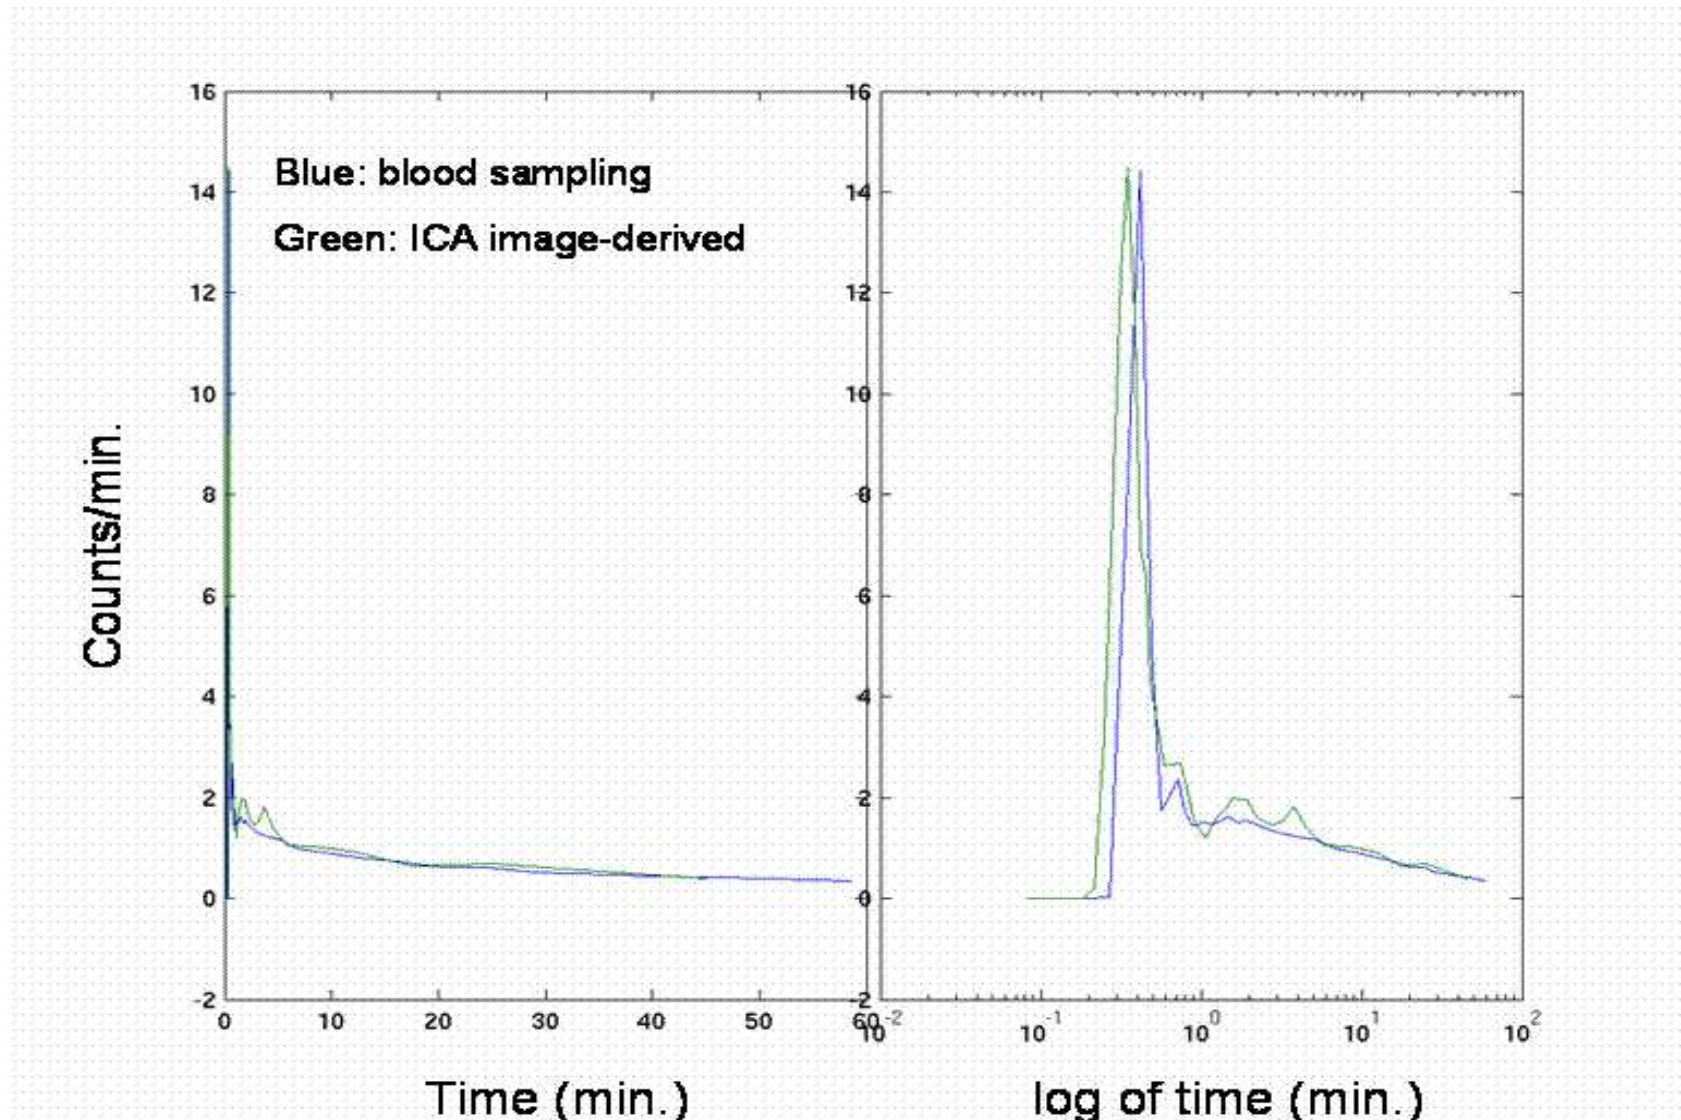 16
14
12
10
8
6
4
2
0
-2
Counts/min.
Blue: blood sampling
Green: ICA image-derived
0 10 20 30 40 50 60
Time (min.)
16
14
12
10
8
6
4
2
0
-2
10^-2 10^-1 10^0 10^1 10^2
log of time (min.)